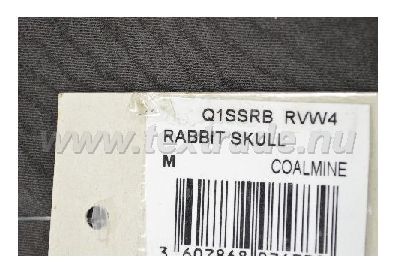 Q1SSRB RVW4
RABBIT SKULL
M COALMINE
www.textrade.nu